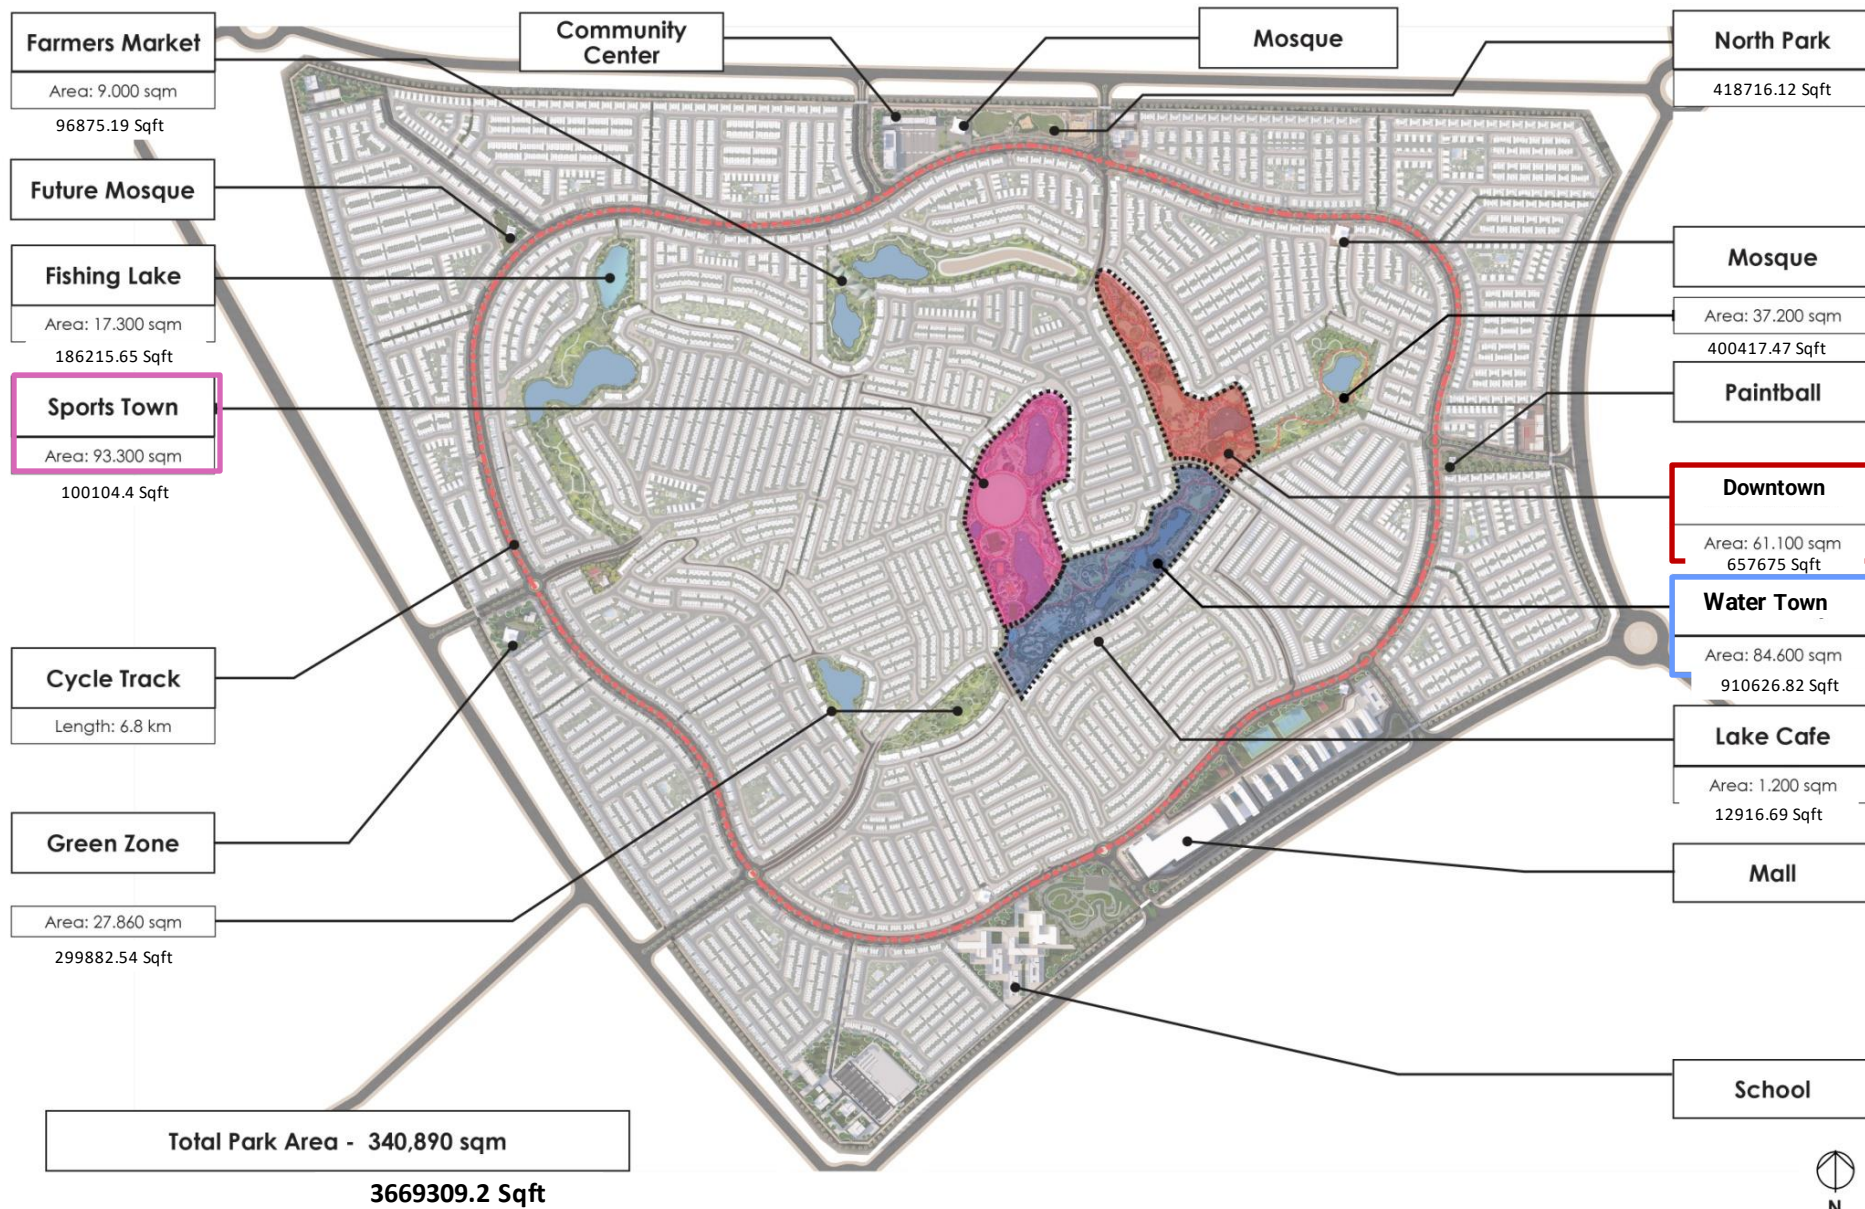 Farmers Market
Area: 9.000 sqm
96875.19 Sqft
Future Mosque
Fishing Lake
Area: 17.300 sqm
186215.65 Sqft
Sports Town
Area: 93.300 sqm
100104.4 Sqft
Cycle Track
Length: 6.8 km
Green Zone
Area: 27.860 sqm
299882.54 Sqft
Community
Center
Mosque
North Park
418716.12 Sqft
Mosque
Area: 37.200 sqm
400417.47 Sqft
Paintball
Downtown
Area: 61.100 sqm
657675 Sqft
Water Town
Area: 84.600 sqm
910626.82 Sqft
Lake Cafe
Area: 1.200 sqm
12916.69 Sqft
Mall
School
Total Park Area - 340,890 sqm
3669309.2 Sqft
N